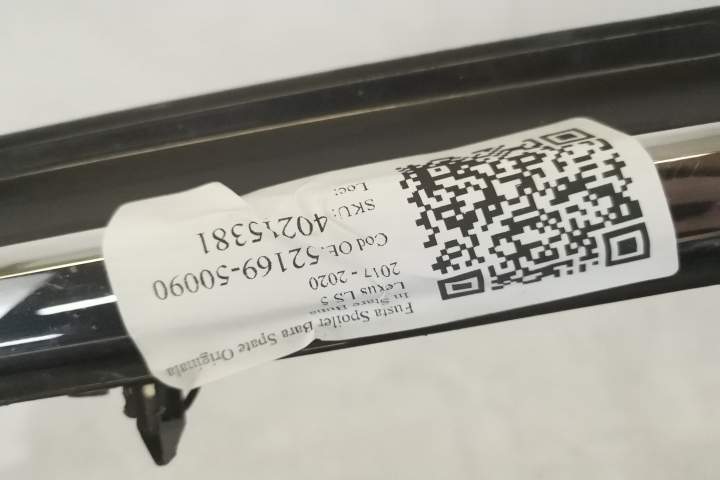 Fusta Spoiler Bara Spate Originala
In Stare Buna
Lexus LS 5
2017 - 2020
Cod OE: 52169-50090
SKU: 40215381
Loc: